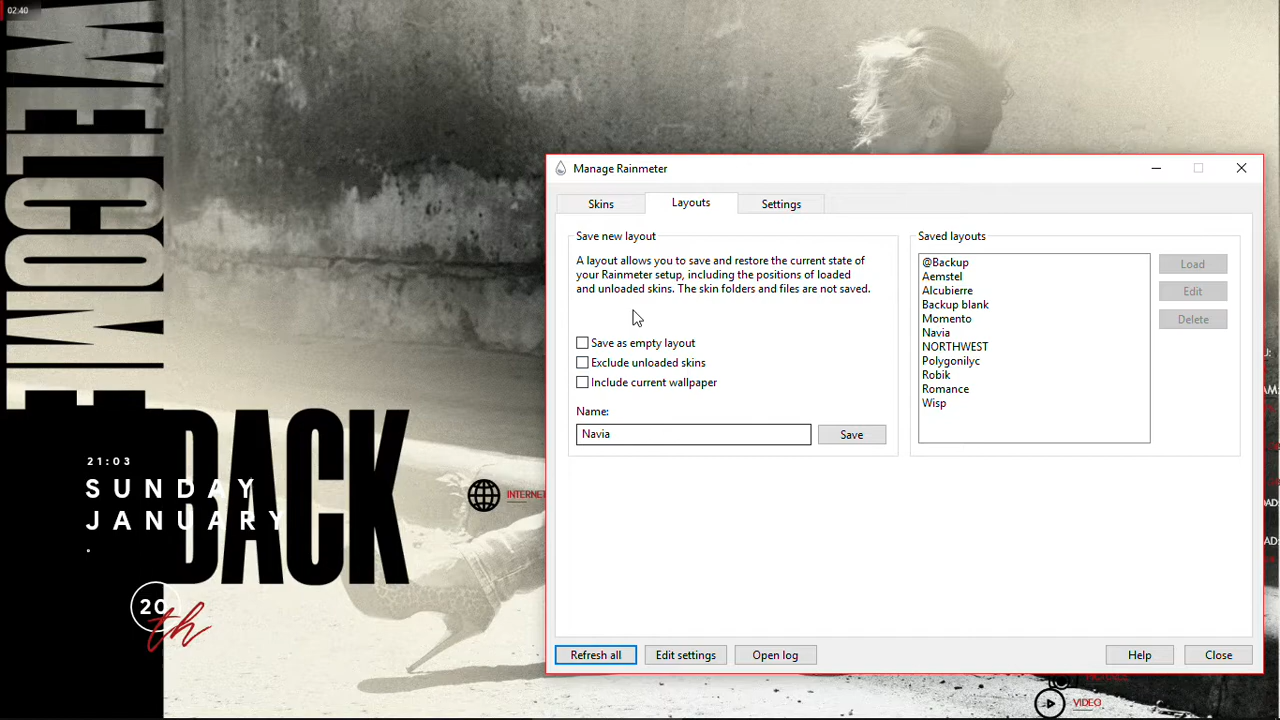 02:40
WELCOME
BACK
21:03
SUNDAY
JANUARY
.
20
th
INTERNET
Manage Rainmeter
Skins
Layouts
Settings
Save new layout
A layout allows you to save and restore the current state of
your Rainmeter setup, including the positions of loaded
and unloaded skins. The skin folders and files are not saved.
Save as empty layout
Exclude unloaded skins
Include current wallpaper
Name:
Navia
Save
Saved layouts
@Backup
Aemstel
Alcubierre
Backup blank
Momento
Navia
NORTHWEST
Polygonilyc
Robik
Romance
Wisp
Load
Edit
Delete
Refresh all
Edit settings
Open log
Help
Close
VIDEO